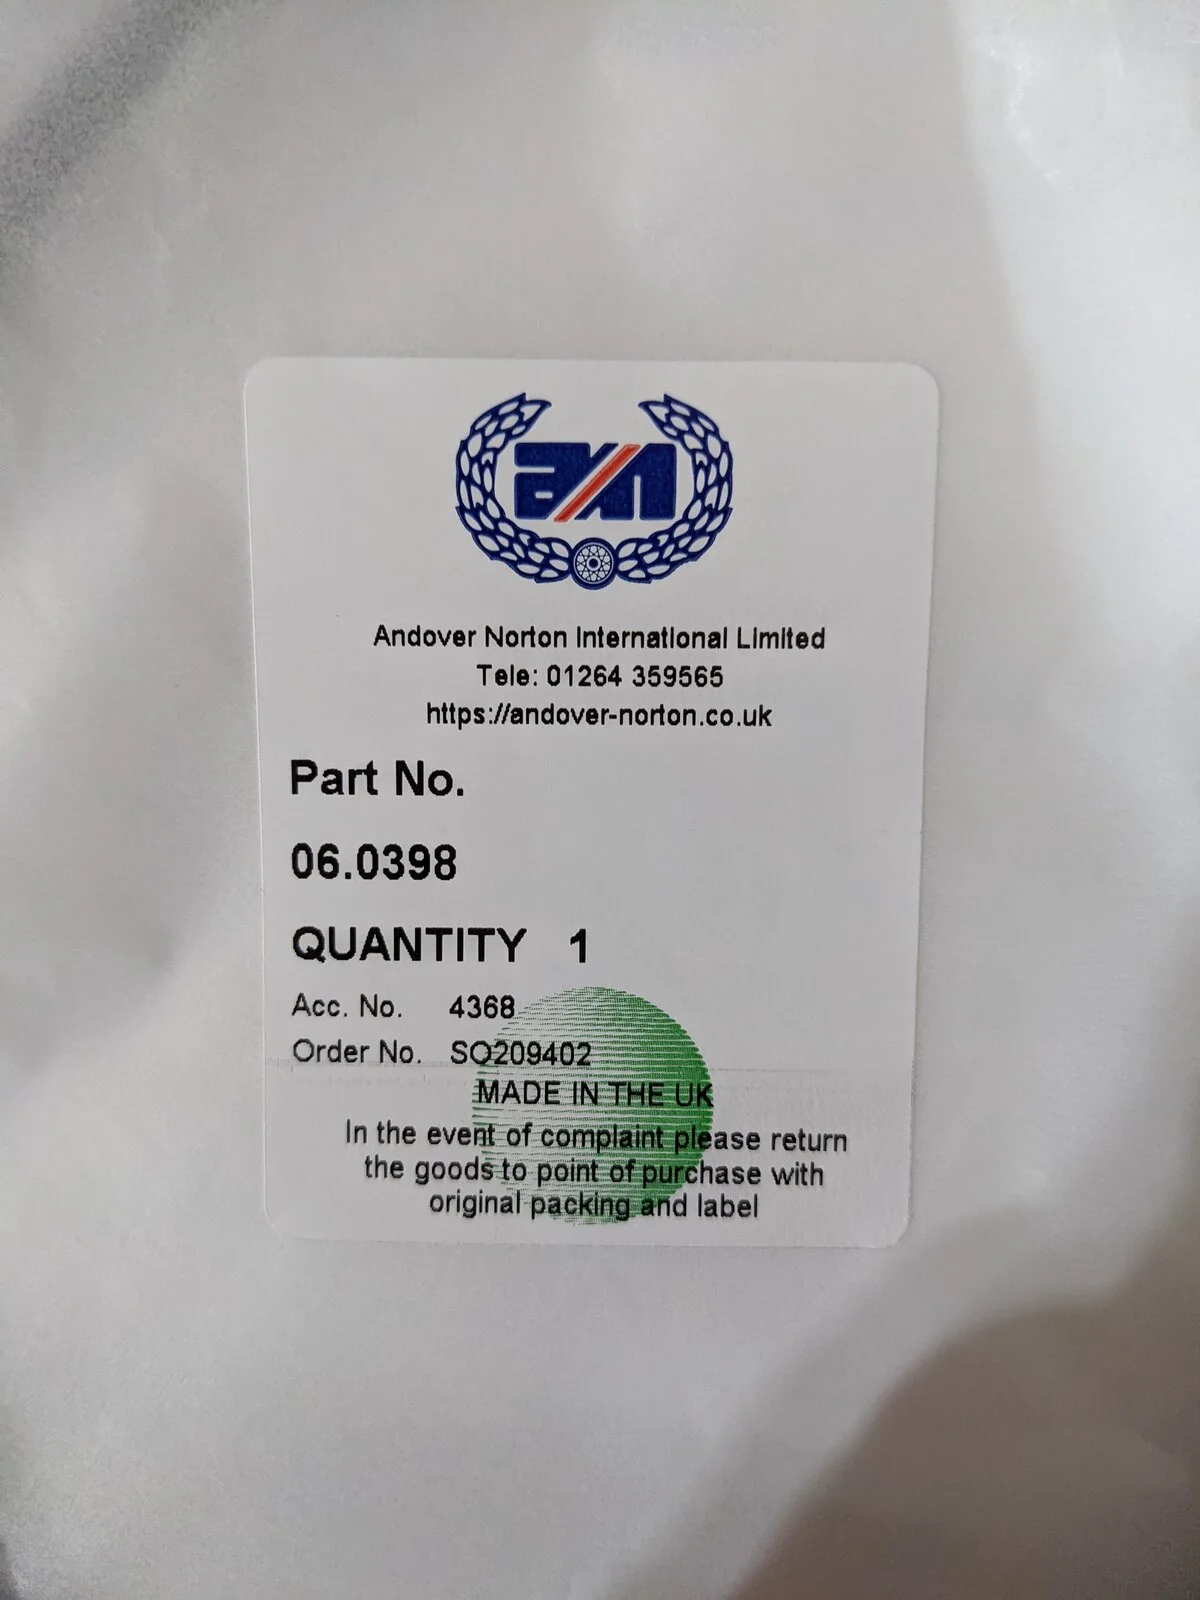 an
Andover Norton International Limited
Tele: 01264 359565
https://andover-norton.co.uk
Part No.
06.0398
QUANTITY 1
Acc. No. 4368
Order No. SO209402
MADE IN THE UK
In the event of complaint please return
the goods to point of purchase with
original packing and label